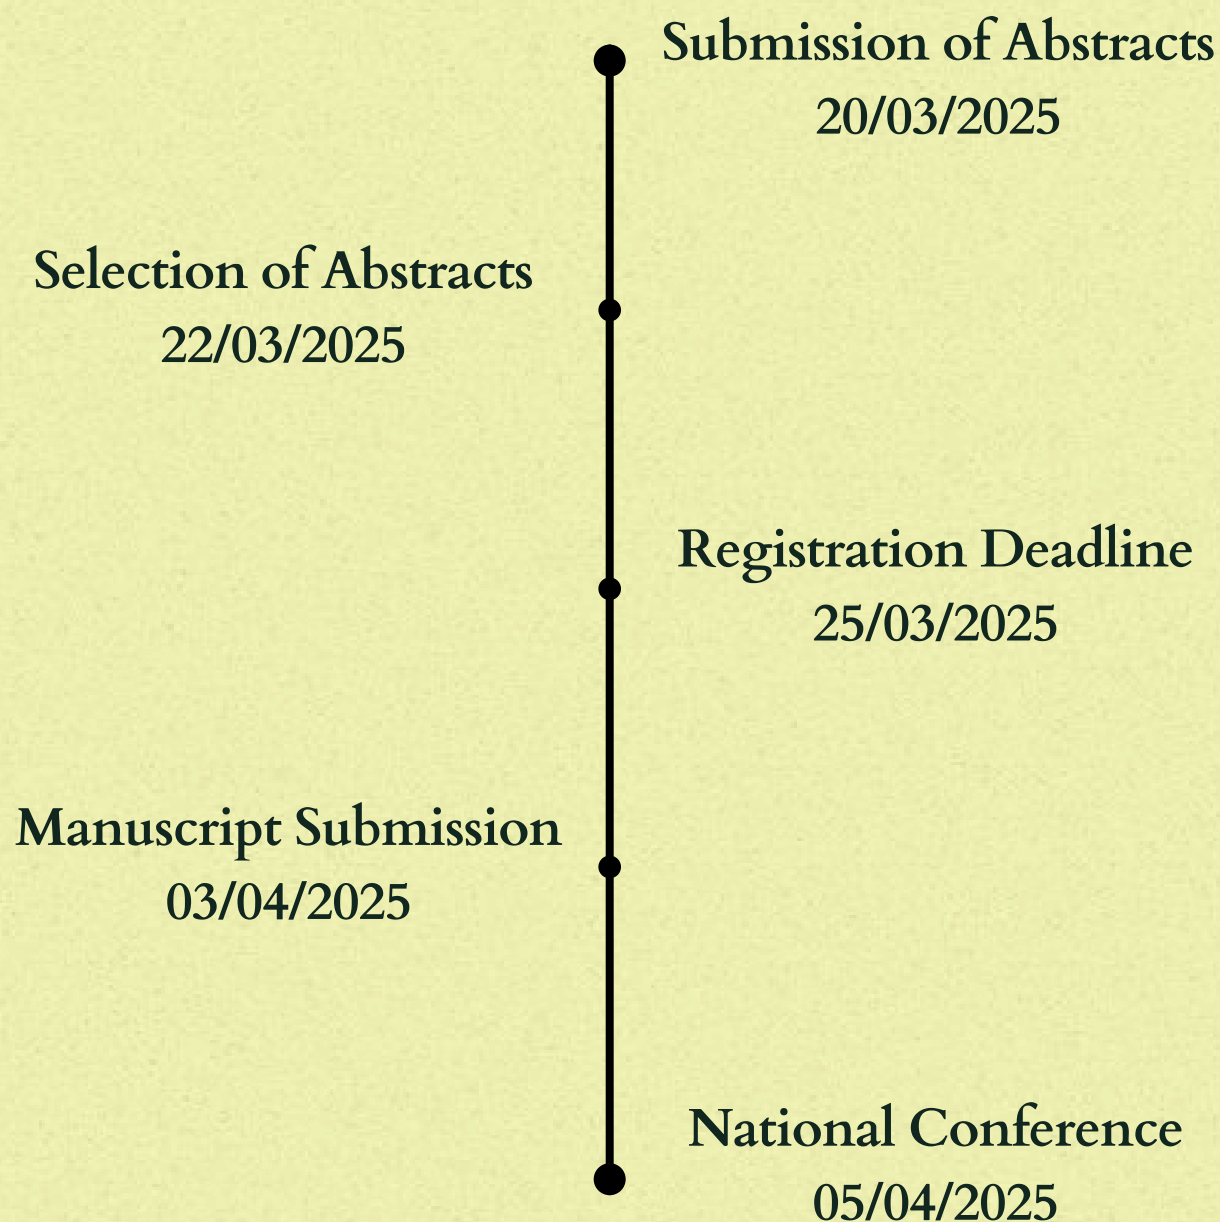 Submission of Abstracts
20/03/2025
Selection of Abstracts
22/03/2025
Registration Deadline
25/03/2025
Manuscript Submission
03/04/2025
National Conference
05/04/2025